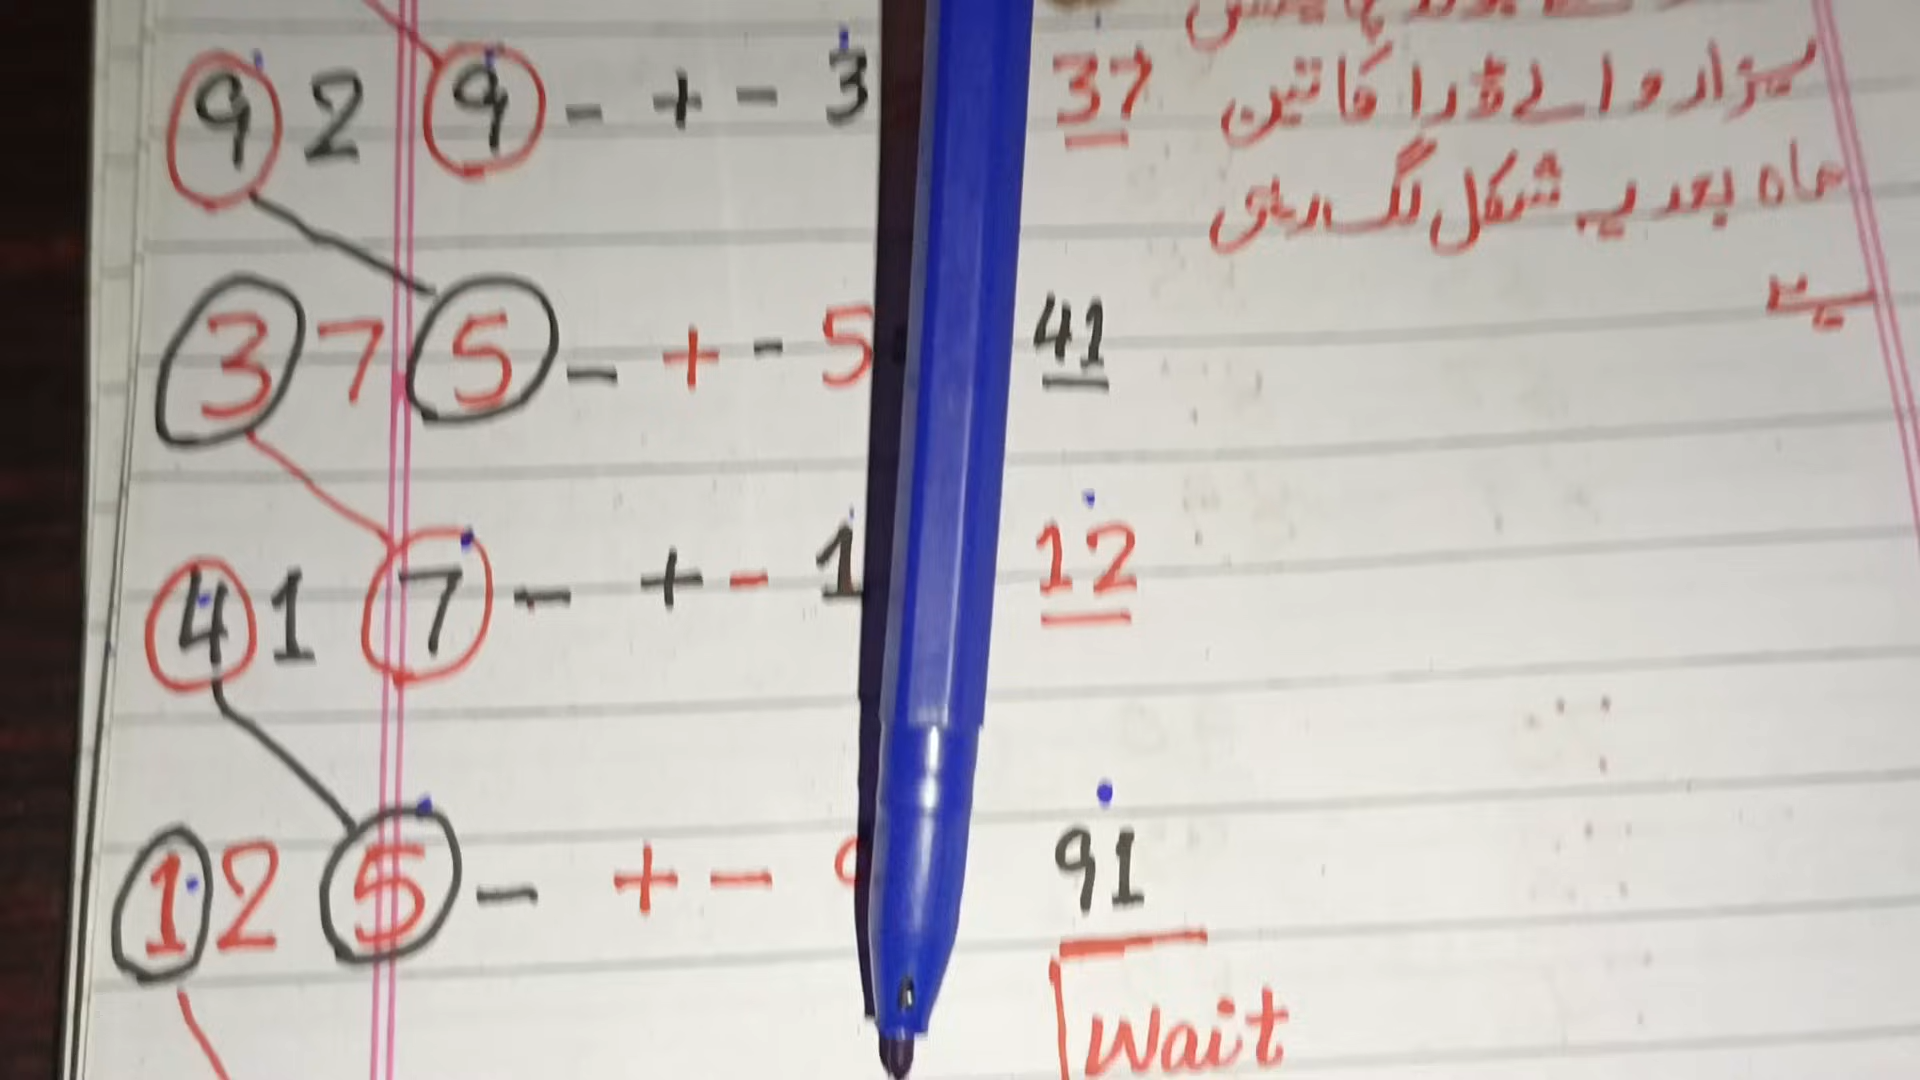 ہزار والے ڈرا کا تین
929 - + - 3 37
ماہ بعد یہ شکل لگ رہی
ہے
375 - + - 5 41
417 - + - 1 12
125 - + - 91
Wait